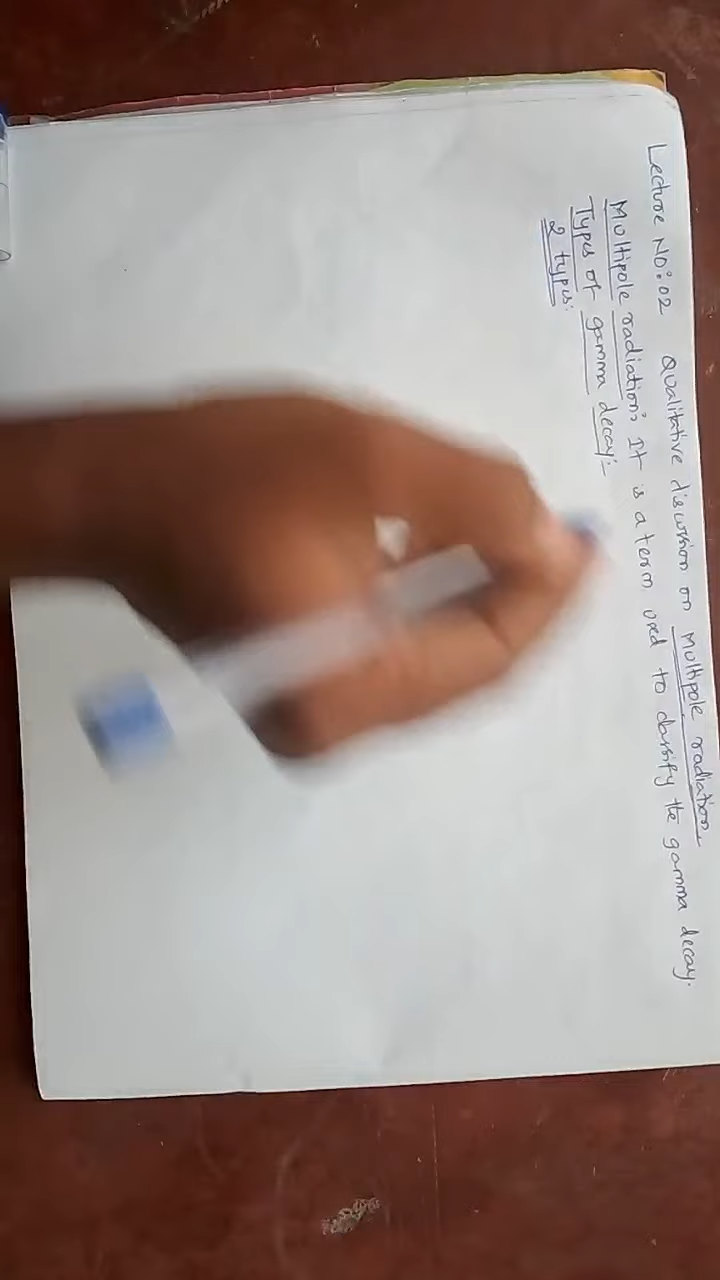 Lecture No:02 Qualitative discussion on Multipole radiation
Multipole radiation: It is a term used to classify the gamma decay.
Types of gamma decay:-
2 types: